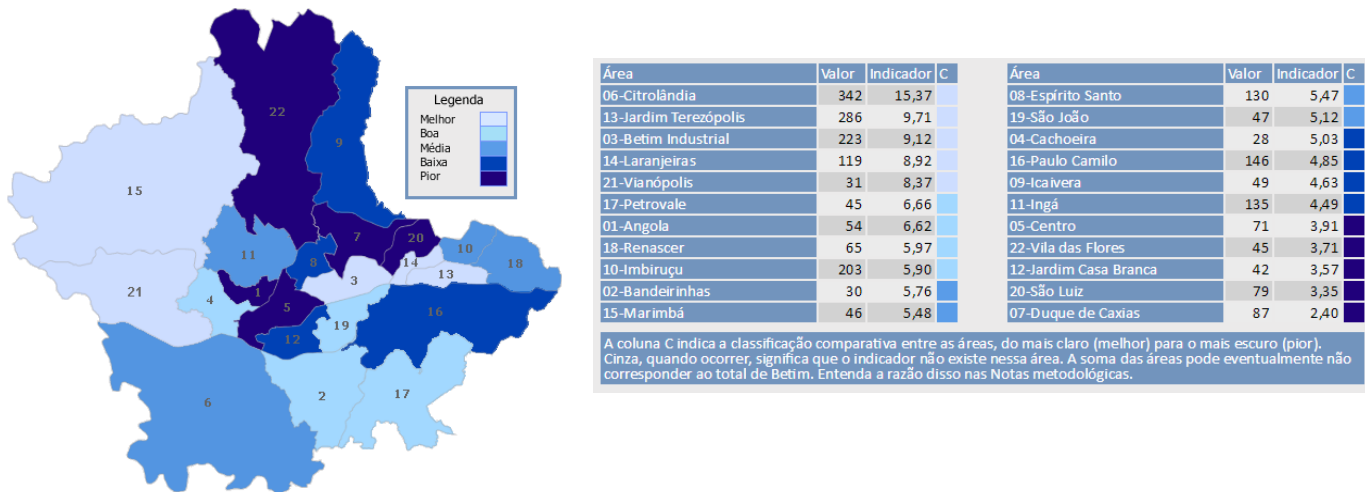 22
9
15
7
20
10
18
11
8
14
13
3
21
4
1
5
19
16
12
2
17
6
Legenda
Melhor
Boa
Média
Baixa
Pior
Área Valor Indicador C
06-Citrolândia 342 15,37
13-Jardim Terezópolis 286 9,71
03-Betim Industrial 223 9,12
14-Laranjeiras 119 8,92
21-Vianópolis 31 8,37
17-Petrovale 45 6,66
01-Angola 54 6,62
18-Renascer 65 5,97
10-Imbiruçu 203 5,90
02-Bandeirinhas 30 5,76
15-Marimbá 46 5,48
Área Valor Indicador C
08-Espírito Santo 130 5,47
19-São João 47 5,12
04-Cachoeira 28 5,03
16-Paulo Camilo 146 4,85
09-Icaivera 49 4,63
11-Ingá 135 4,49
05-Centro 71 3,91
22-Vila das Flores 45 3,71
12-Jardim Casa Branca 42 3,57
20-São Luiz 79 3,35
07-Duque de Caxias 87 2,40
A coluna C indica a classificação comparativa entre as áreas, do mais claro (melhor) para o mais escuro (pior).
Cinza, quando ocorrer, significa que o indicador não existe nessa área. A soma das áreas pode eventualmente não
corresponder ao total de Betim. Entenda a razão disso nas Notas metodológicas.